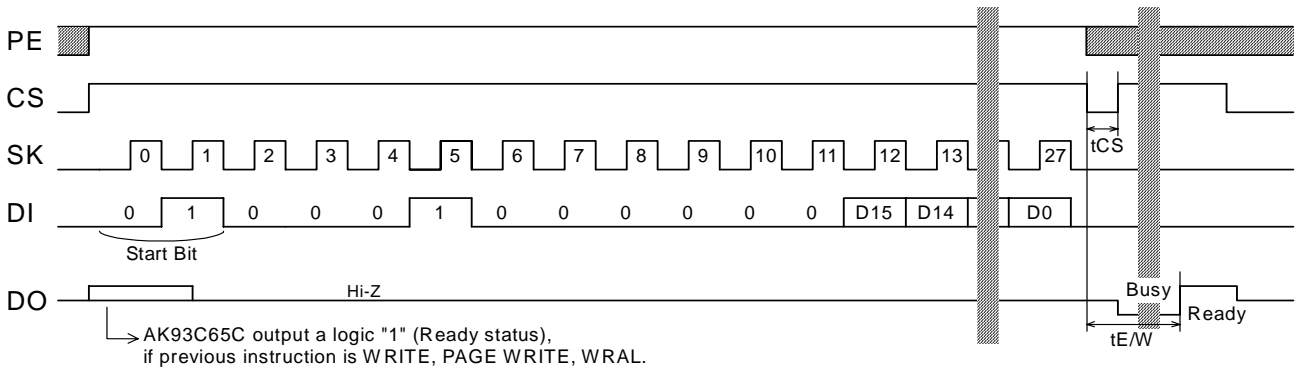 PE
CS
tCS
SK 0 1 2 3 4 5 6 7 8 9 10 11 12 13 27
DI 0 1 0 0 0 1 0 0 0 0 0 0 D15 D14 D0
Start Bit
DO Hi-Z Busy Ready
tE/W
AK93C65C output a logic "1" (Ready status),
if previous instruction is WRITE, PAGE WRITE, WRAL.